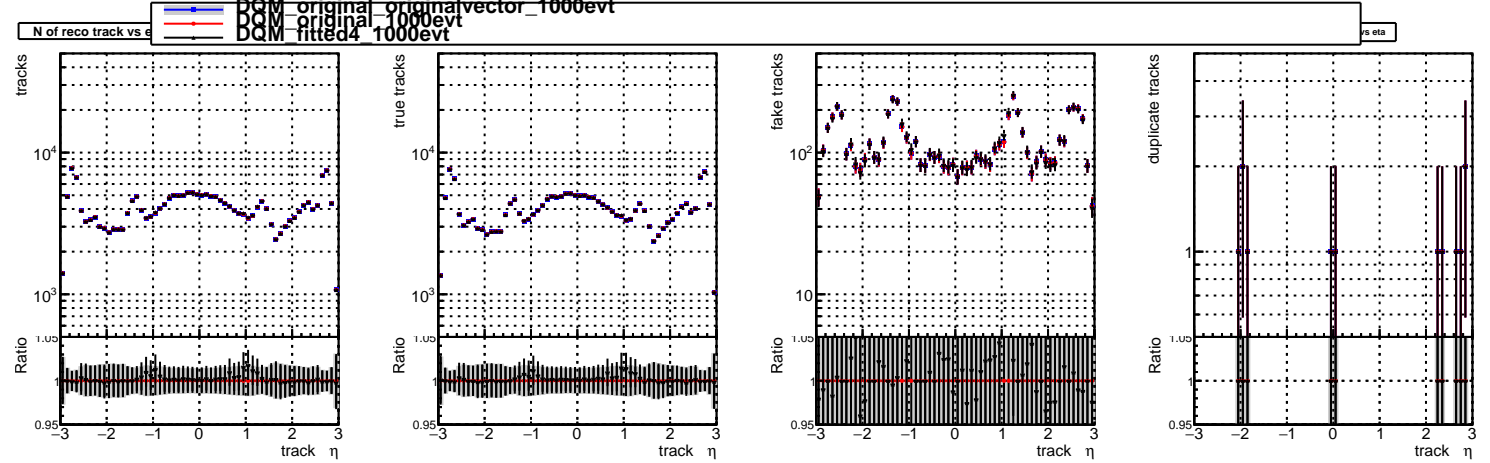 DQM_original_originalvector_1000evt
DQM_original_1000evt
DQM_fitted4_1000evt
N of reco track vs e
vs eta
tracks
10⁴
10³
Ratio
1.05
1
0.95
−3 −2 −1 0 1 2 3
track η
true tracks
10⁴
10³
Ratio
1.05
1
0.95
−3 −2 −1 0 1 2 3
track η
fake tracks
10²
10
Ratio
1.05
1
0.95
−3 −2 −1 0 1 2 3
track η
duplicate tracks
1
Ratio
1.05
1
0.95
−3 −2 −1 0 1 2 3
track η